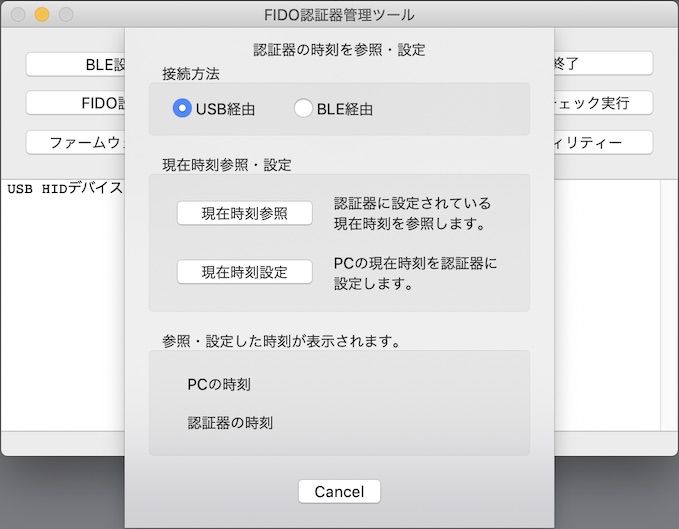 FIDO認証器管理ツール
認証器の時刻を参照・設定
BLE設
終了
接続方法
USB経由
BLE経由
FIDO
チェック実行
ファームウ
ィリティー
現在時刻参照・設定
USB HIDデバイス
現在時刻参照
認証器に設定されている
現在時刻を参照します。
現在時刻設定
PCの現在時刻を認証器に
設定します。
参照・設定した時刻が表示されます。
PCの時刻
認証器の時刻
Cancel